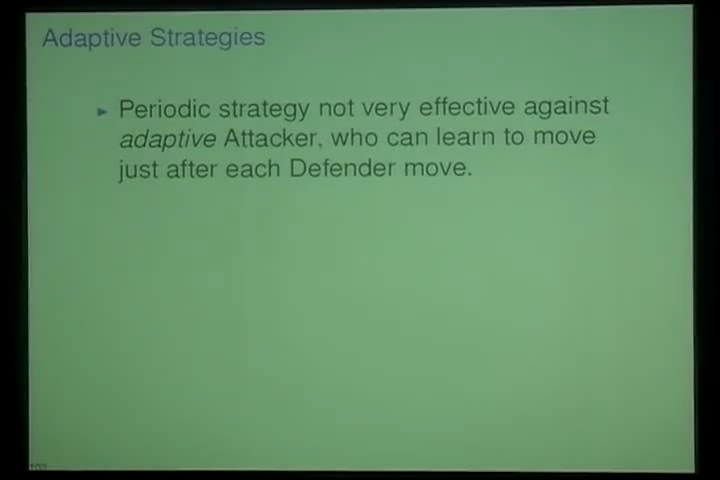 Adaptive Strategies
► Periodic strategy not very effective against
adaptive Attacker, who can learn to move
just after each Defender move.